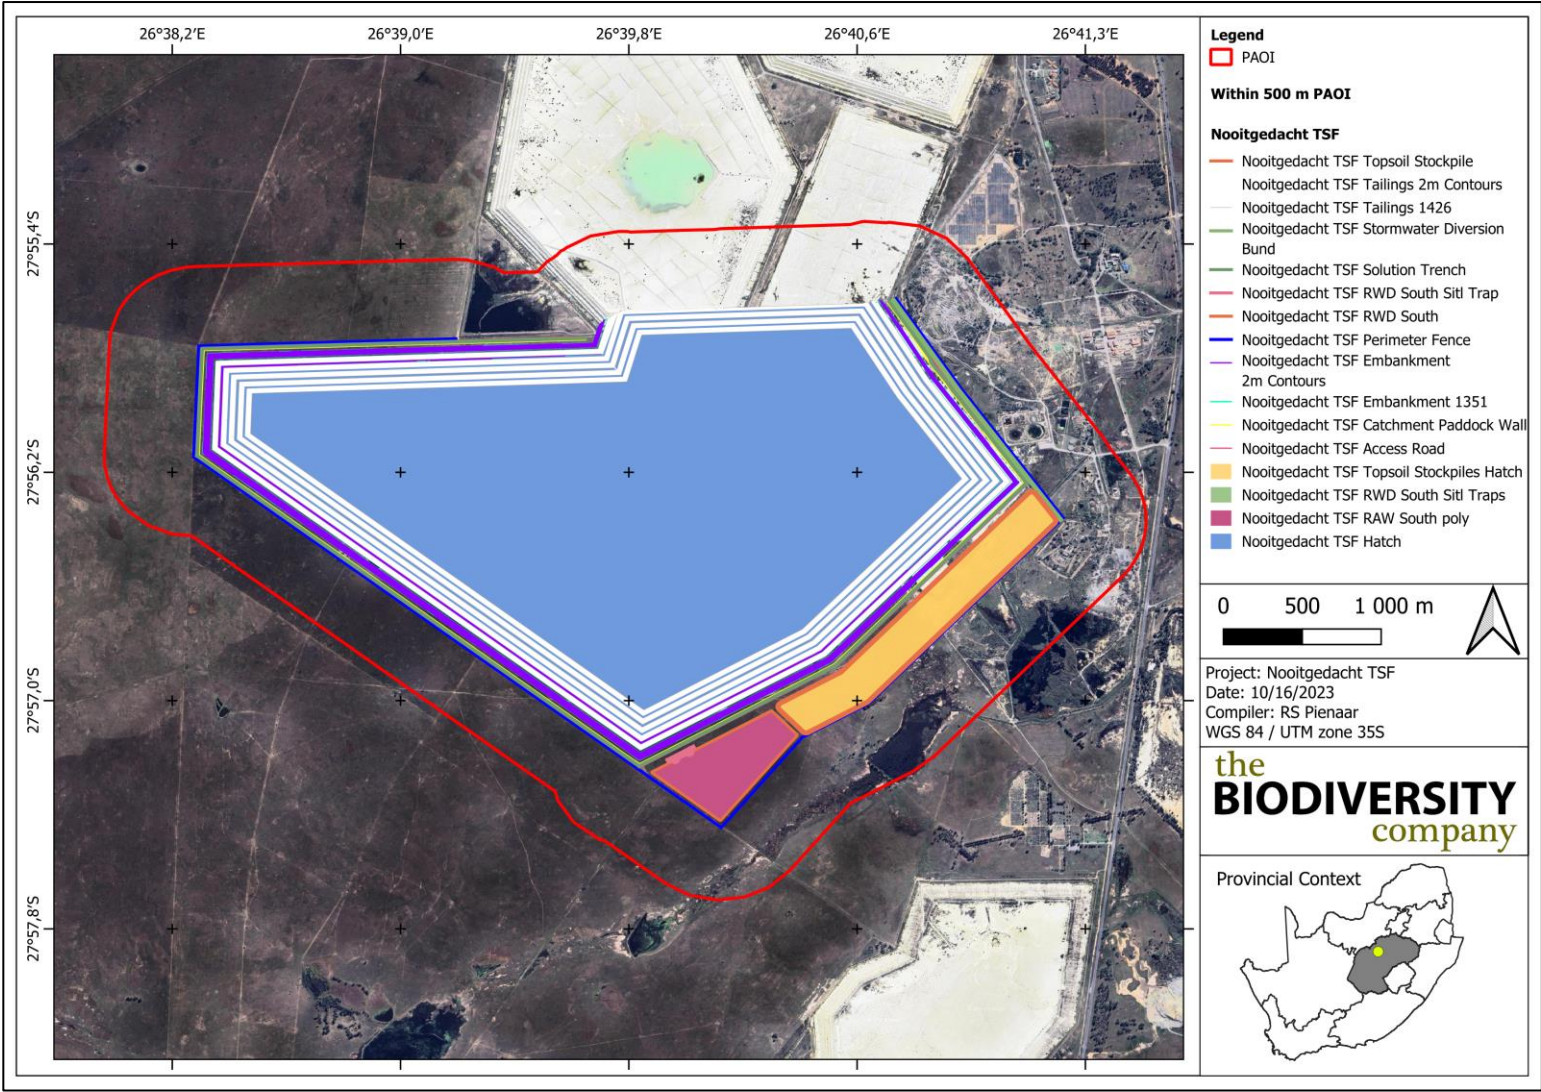 26°38,2'E 26°39,0'E 26°39,8'E 26°40,6'E 26°41,3'E
27°55,4'S
27°56,2'S
27°57,0'S
27°57,8'S
Legend
PAOI
Within 500 m PAOI
Nooitgedacht TSF
Nooitgedacht TSF Topsoil Stockpile
Nooitgedacht TSF Tailings 2m Contours
Nooitgedacht TSF Tailings 1426
Nooitgedacht TSF Stormwater Diversion
Bund
Nooitgedacht TSF Solution Trench
Nooitgedacht TSF RWD South Sitl Trap
Nooitgedacht TSF RWD South
Nooitgedacht TSF Perimeter Fence
Nooitgedacht TSF Embankment
2m Contours
Nooitgedacht TSF Embankment 1351
Nooitgedacht TSF Catchment Paddock Wall
Nooitgedacht TSF Access Road
Nooitgedacht TSF Topsoil Stockpiles Hatch
Nooitgedacht TSF RWD South Sitl Traps
Nooitgedacht TSF RAW South poly
Nooitgedacht TSF Hatch
0 500 1 000 m
Project: Nooitgedacht TSF
Date: 10/16/2023
Compiler: RS Pienaar
WGS 84 / UTM zone 35S
the
BIODIVERSITY
company
Provincial Context